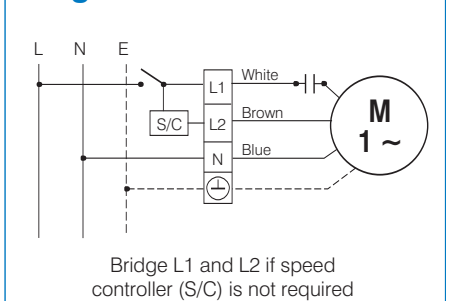 L N E
L1
White
S/C
L2
Brown
N
Blue
M
1 ~
Bridge L1 and L2 if speed
controller (S/C) is not required